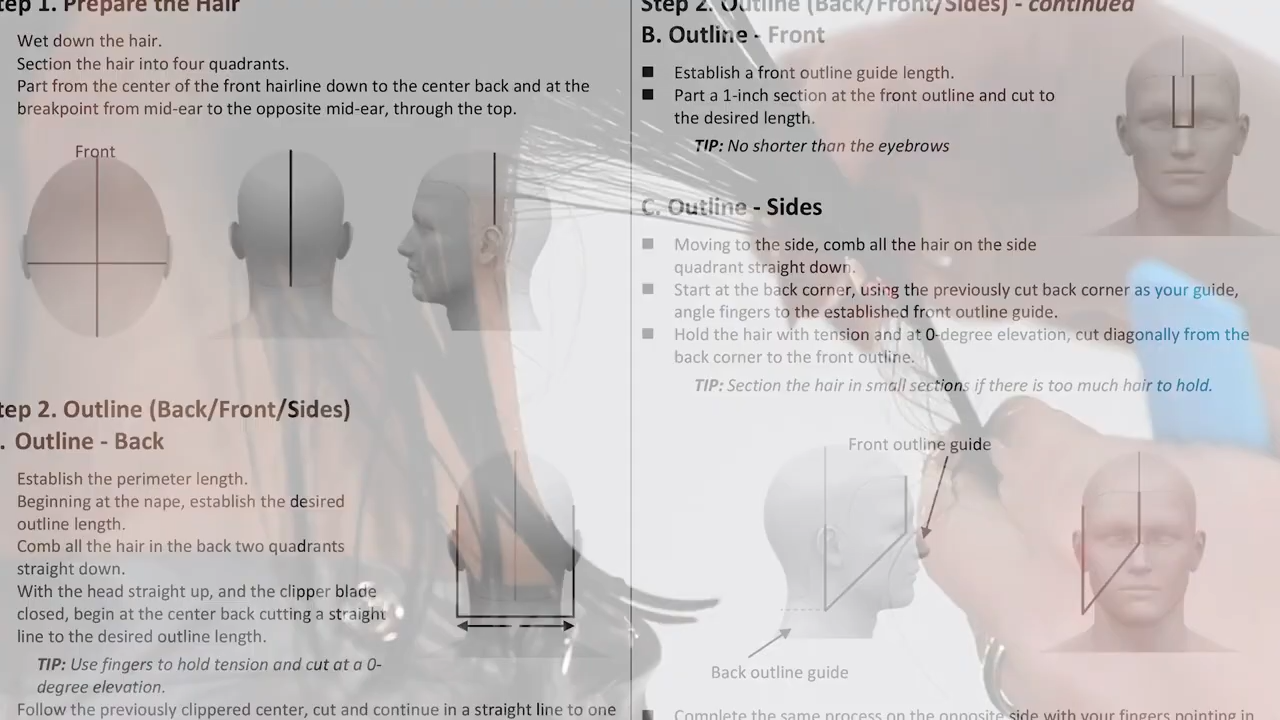 tep 1. Prepare the Hair
Wet down the hair.
Section the hair into four quadrants.
Part from the center of the front hairline down to the center back and at the
breakpoint from mid-ear to the opposite mid-ear, through the top.
Front
tep 2. Outline (Back/Front/Sides)
. Outline - Back
Establish the perimeter length.
Beginning at the nape, establish the desired
outline length.
Comb all the hair in the back two quadrants
straight down.
With the head straight up, and the clipper blade
closed, begin at the center back cutting a straight
line to the desired outline length.
TIP: Use fingers to hold tension and cut at a 0-
degree elevation.
Follow the previously clippered center, cut and continue in a straight line to one
Step 2. Outline (Back/Front/Sides) - continued
B. Outline - Front
■ Establish a front outline guide length.
■ Part a 1-inch section at the front outline and cut to
the desired length.
TIP: No shorter than the eyebrows
C. Outline - Sides
■ Moving to the side, comb all the hair on the side
quadrant straight down.
■ Start at the back corner, using the previously cut back corner as your guide,
angle fingers to the established front outline guide.
■ Hold the hair with tension and at 0-degree elevation, cut diagonally from the
back corner to the front outline.
TIP: Section the hair in small sections if there is too much hair to hold.
Front outline guide
Back outline guide
■ Complete the same process on the opposite side with your fingers pointing in